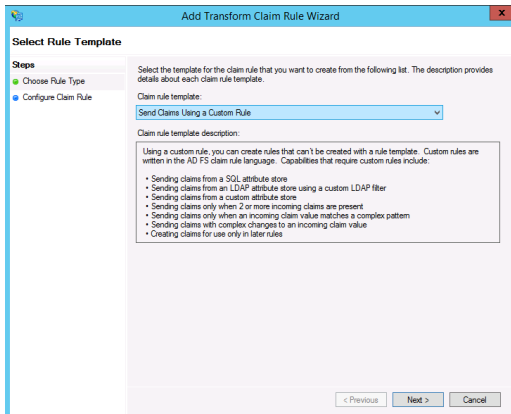 Add Transform Claim Rule Wizard
x
Select Rule Template
Steps
Choose Rule Type
Configure Claim Rule
Select the template for the claim rule that you want to create from the following list. The description provides
details about each claim rule template.
Claim rule template:
Send Claims Using a Custom Rule
Claim rule template description:
Using a custom rule, you can create rules that can't be created with a rule template. Custom rules are
written in the AD FS claim rule language. Capabilities that require custom rules include:
• Sending claims from a SQL attribute store
• Sending claims from an LDAP attribute store using a custom LDAP filter
• Sending claims from a custom attribute store
• Sending claims only when 2 or more incoming claims are present
• Sending claims only when an incoming claim value matches a complex pattern
• Sending claims with complex changes to an incoming claim value
• Creating claims for use only in later rules
< Previous
Next >
Cancel